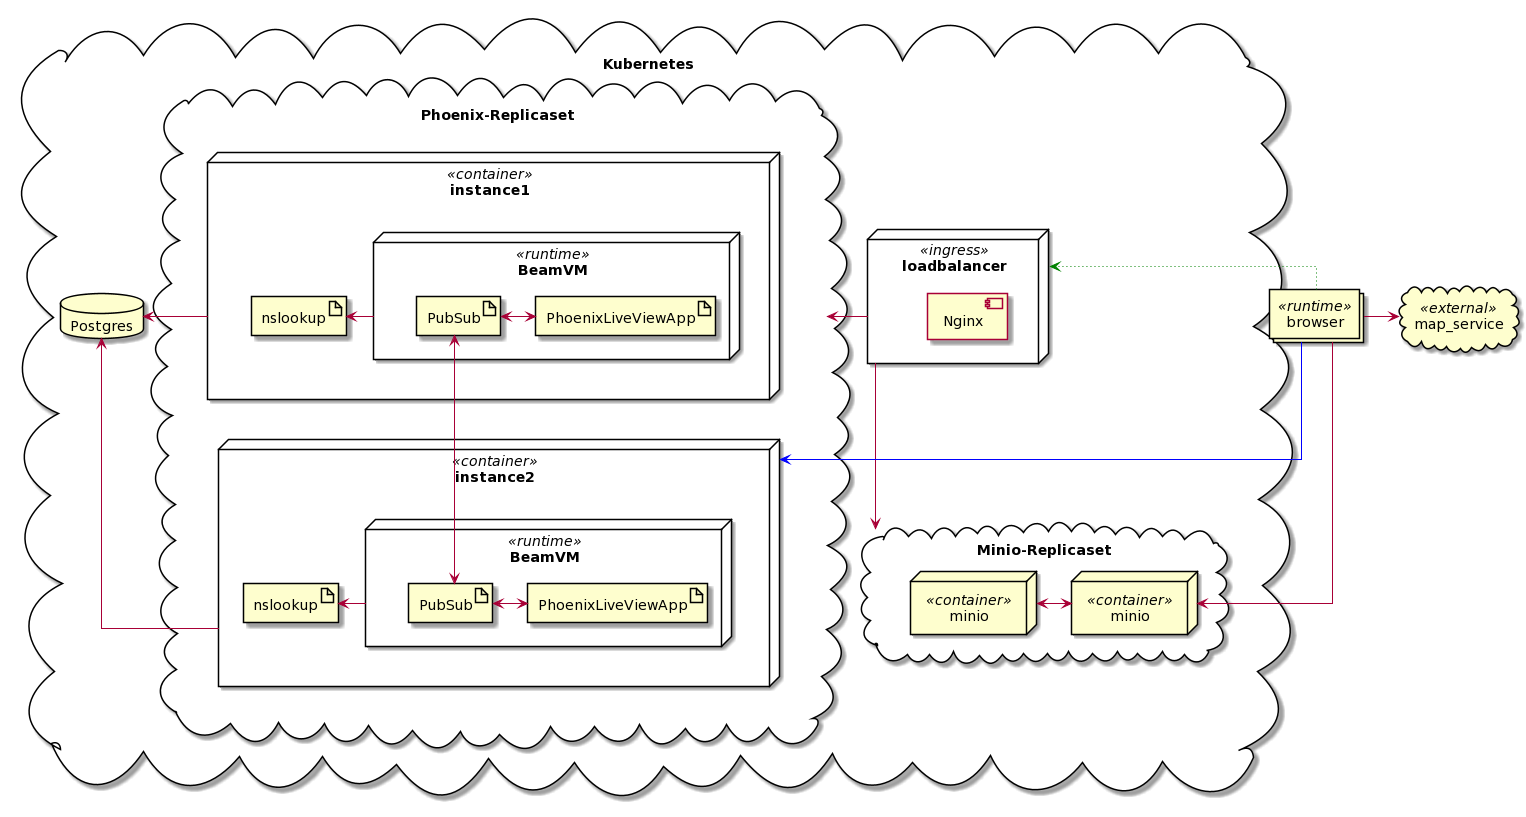 Kubernetes
Phoenix-Replicaset
«container»
instance1
«runtime»
BeamVM
nslookup
PubSub
PhoenixLiveViewApp
Postgres
«ingress»
loadbalancer
Nginx
«runtime»
browser
«external»
map_service
«container»
instance2
«runtime»
BeamVM
nslookup
PubSub
PhoenixLiveViewApp
Minio-Replicaset
«container»
minio
«container»
minio